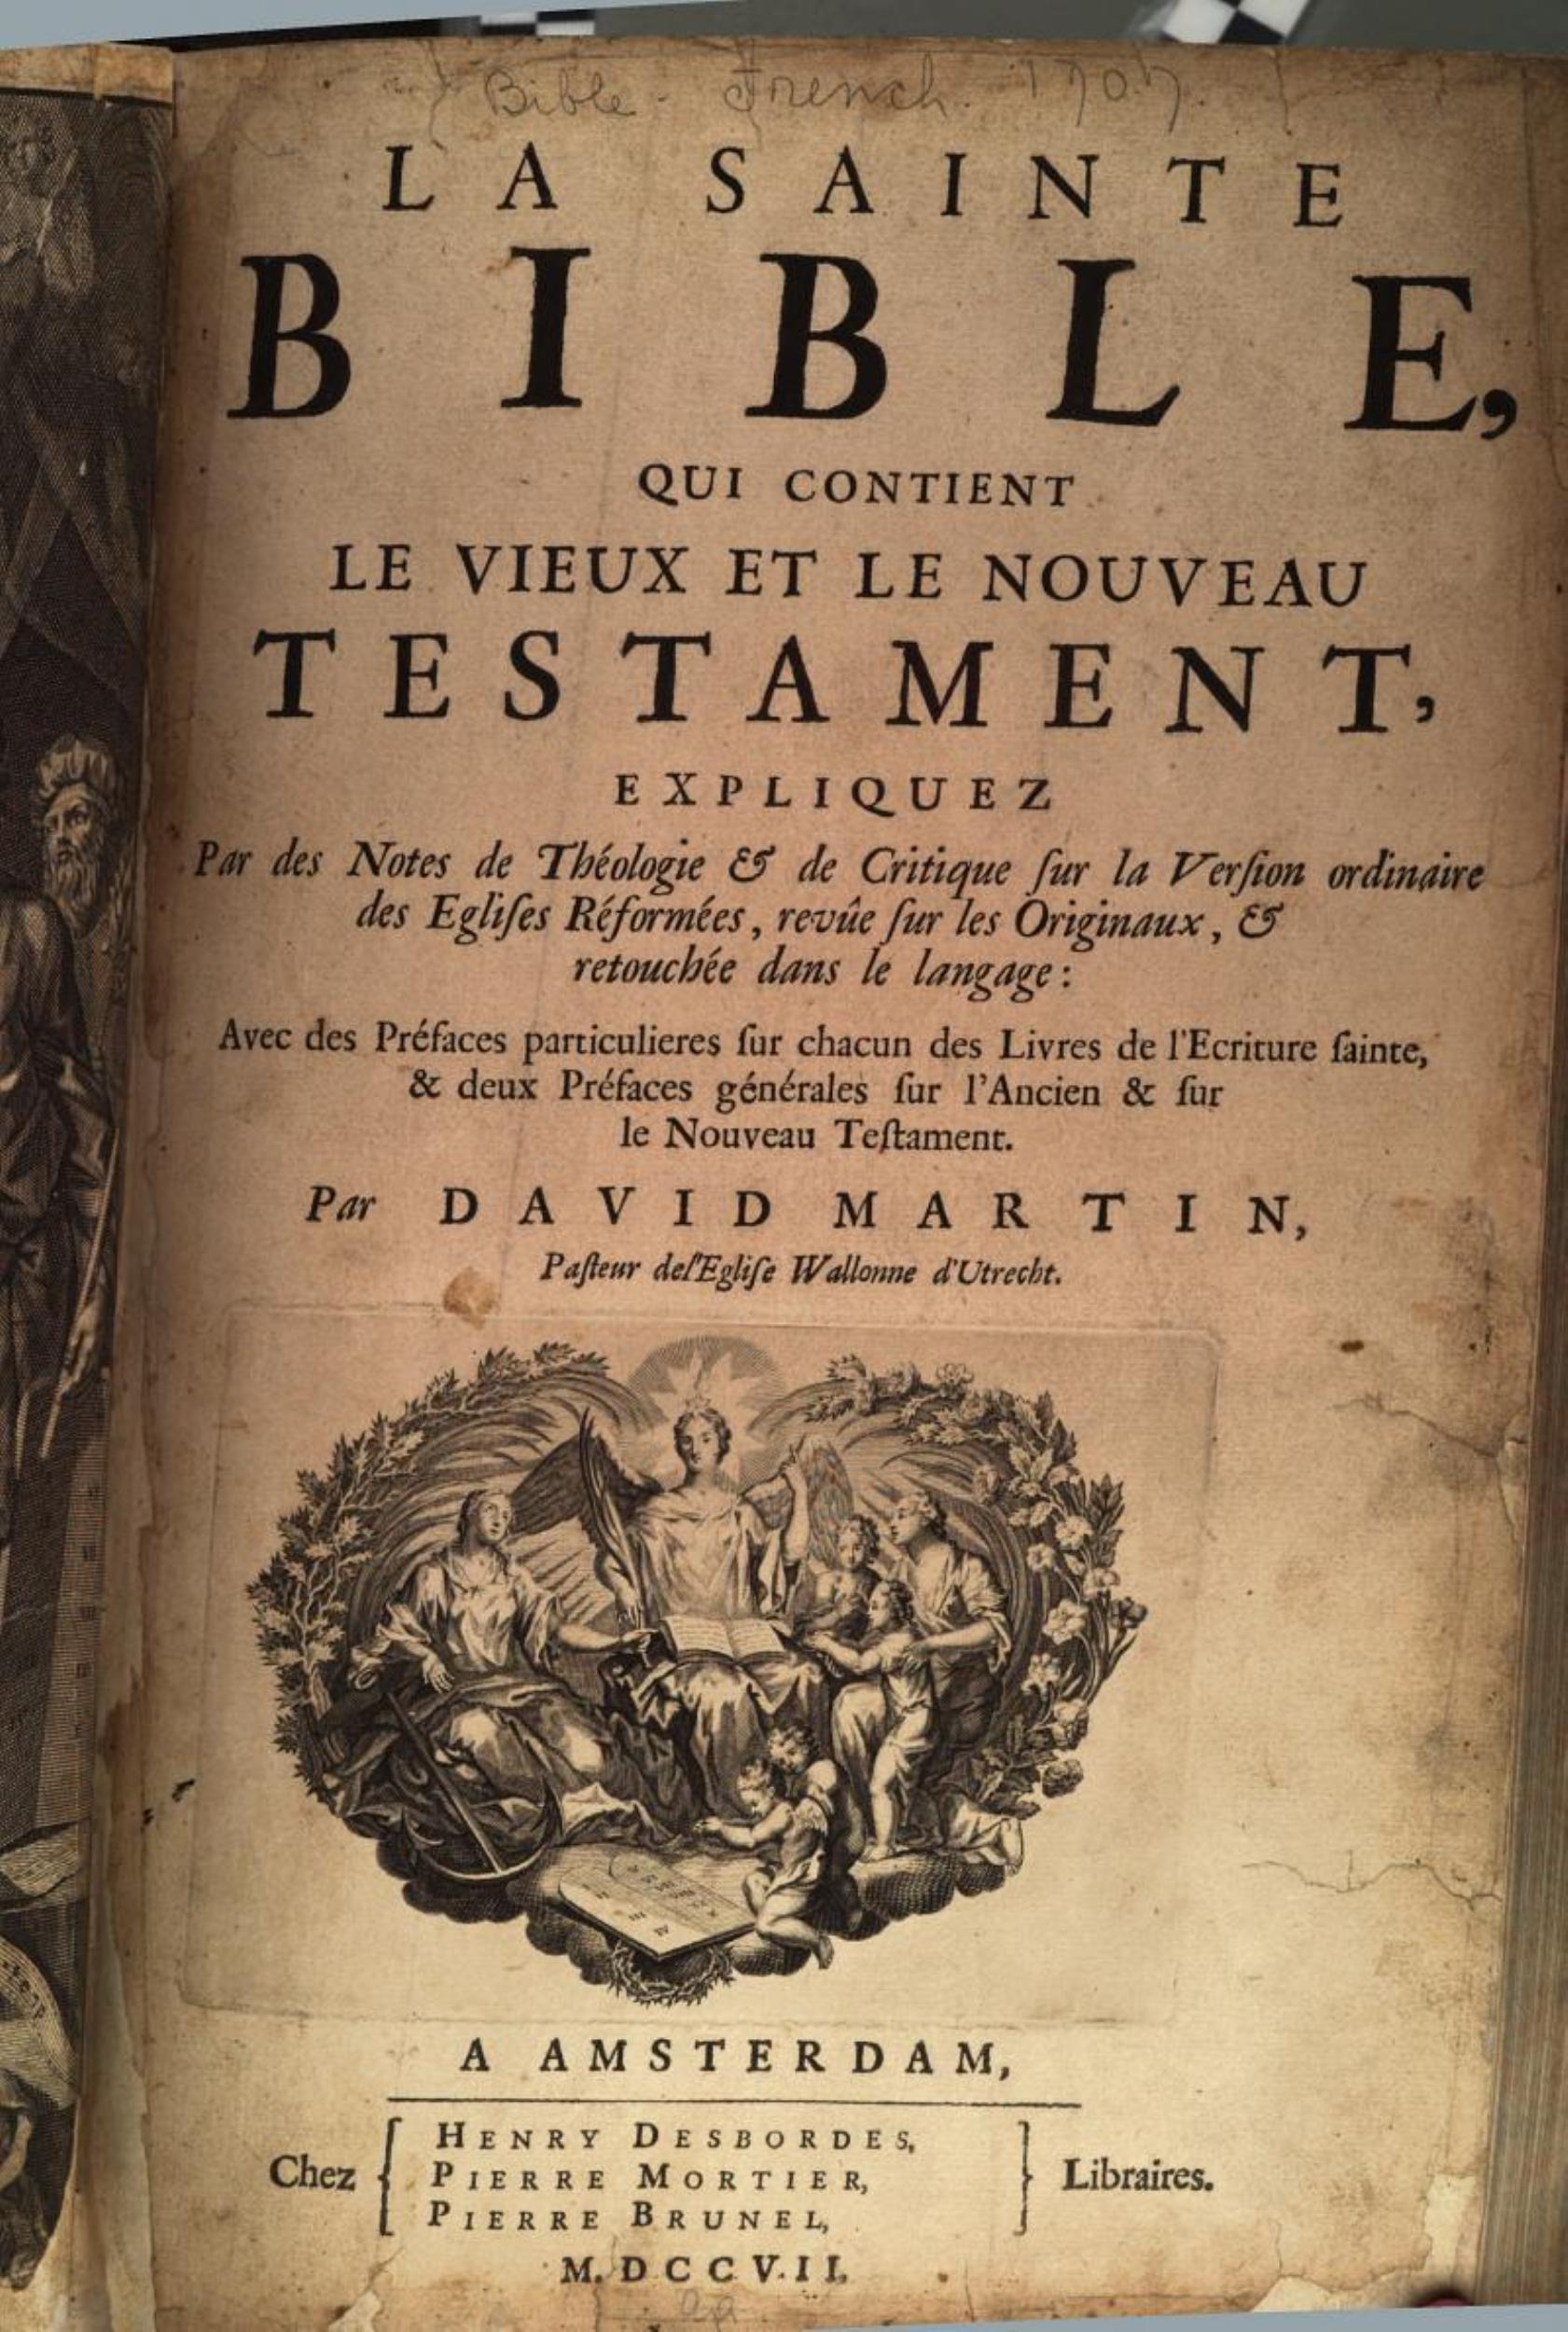 Bible - French. 1707.
LA SAINTE
BIBLE,
QUI CONTIENT
LE VIEUX ET LE NOUVEAU
TESTAMENT,
EXPLIQUEZ
Par des Notes de Théologie & de Critique ſur la Verſion ordinaire
des Egliſes Réformées, revûe ſur les Originaux, &
retouchée dans le langage:
Avec des Préfaces particulieres ſur chacun des Livres de l'Ecriture ſainte,
& deux Préfaces générales ſur l'Ancien & ſur
le Nouveau Teſtament.
Par DAVID MARTIN,
Paſteur de l'Egliſe Wallonne d'Utrecht.
A AMSTERDAM,
HENRY DESBORDES,
Chez PIERRE MORTIER, Libraires.
PIERRE BRUNEL,
M. DCCVII.